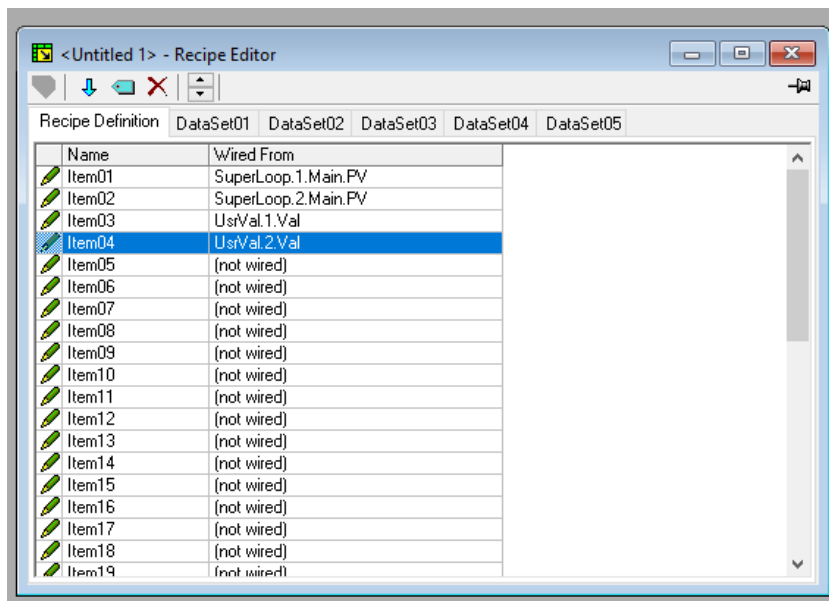 <Untitled 1> - Recipe Editor
Recipe Definition DataSet01 DataSet02 DataSet03 DataSet04 DataSet05
Name Wired From
Item01 SuperLoop.1.Main.PV
Item02 SuperLoop.2.Main.PV
Item03 UsrVal.1.Val
Item04 UsrVal.2.Val
Item05 (not wired)
Item06 (not wired)
Item07 (not wired)
Item08 (not wired)
Item09 (not wired)
Item10 (not wired)
Item11 (not wired)
Item12 (not wired)
Item13 (not wired)
Item14 (not wired)
Item15 (not wired)
Item16 (not wired)
Item17 (not wired)
Item18 (not wired)
Item19 (not wired)